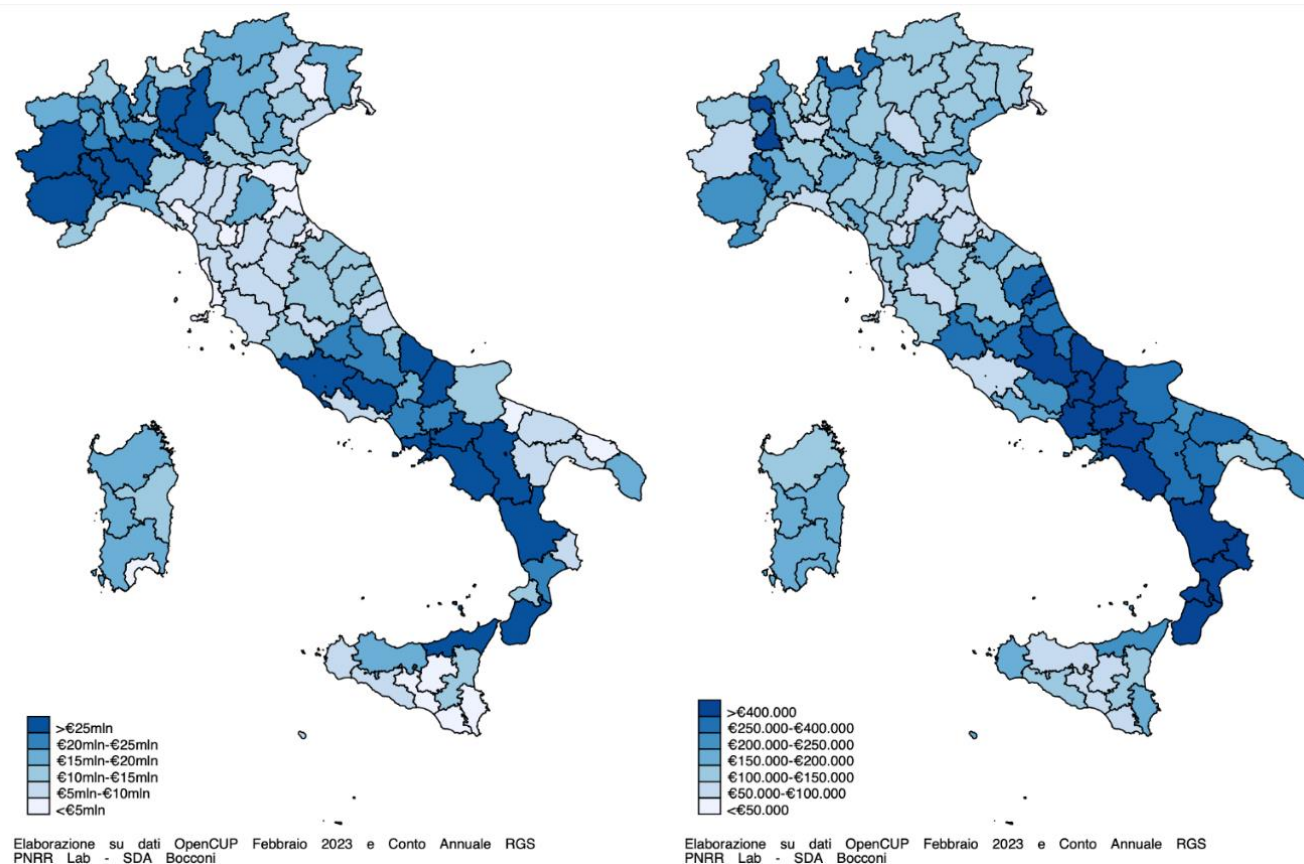 >€25mln
€20mln-€25mln
€15mln-€20mln
€10mln-€15mln
€5mln-€10mln
<€5mln
Elaborazione su dati OpenCUP Febbraio 2023 e Conto Annuale RGS
PNRR Lab - SDA Bocconi
>€400.000
€250.000-€400.000
€200.000-€250.000
€150.000-€200.000
€100.000-€150.000
€50.000-€100.000
<€50.000
Elaborazione su dati OpenCUP Febbraio 2023 e Conto Annuale RGS
PNRR Lab - SDA Bocconi